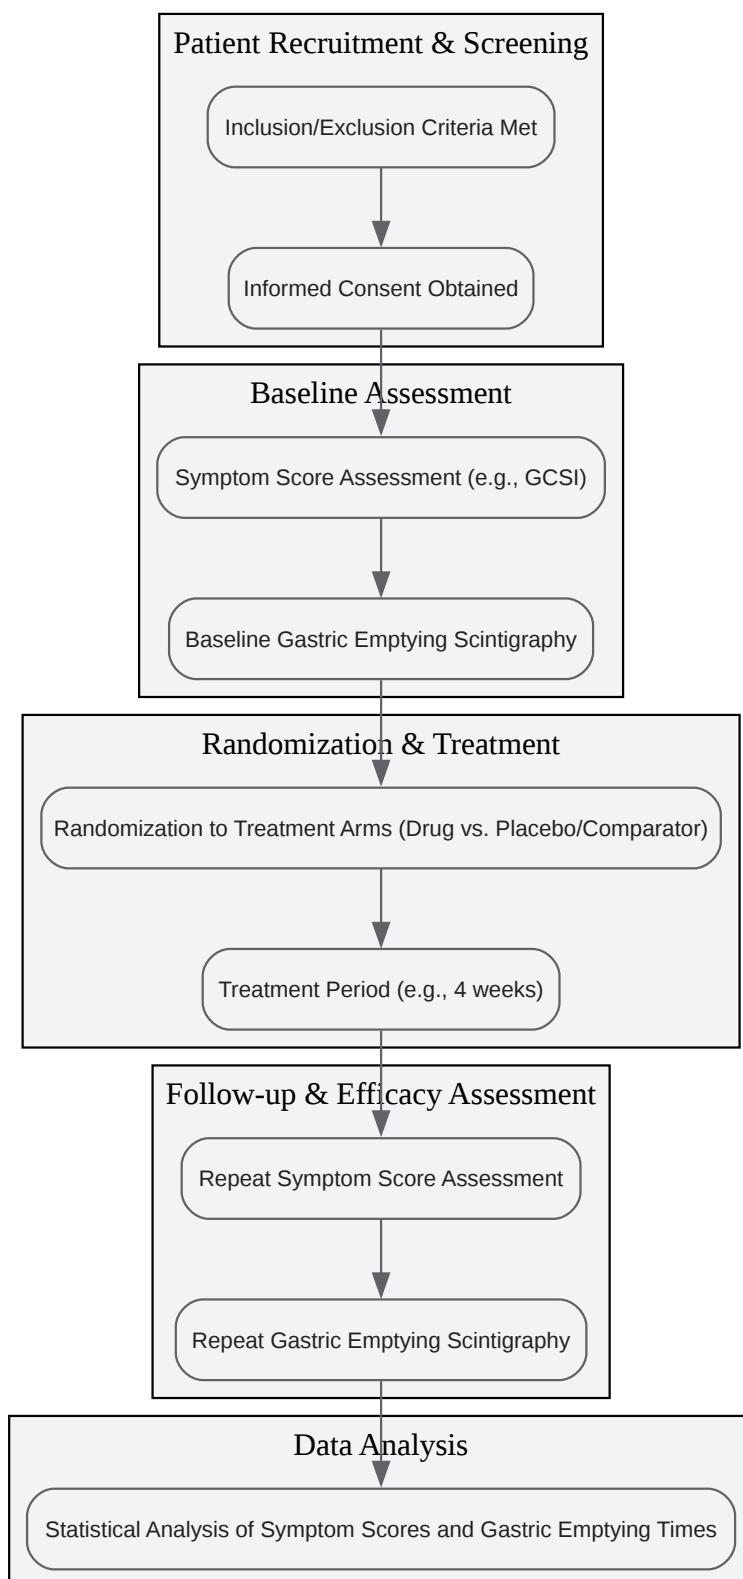 Patient Recruitment & Screening
Inclusion/Exclusion Criteria Met
Informed Consent Obtained
Baseline Assessment
Symptom Score Assessment (e.g., GCSI)
Baseline Gastric Emptying Scintigraphy
Randomization & Treatment
Randomization to Treatment Arms (Drug vs. Placebo/Comparator)
Treatment Period (e.g., 4 weeks)
Follow-up & Efficacy Assessment
Repeat Symptom Score Assessment
Repeat Gastric Emptying Scintigraphy
Data Analysis
Statistical Analysis of Symptom Scores and Gastric Emptying Times